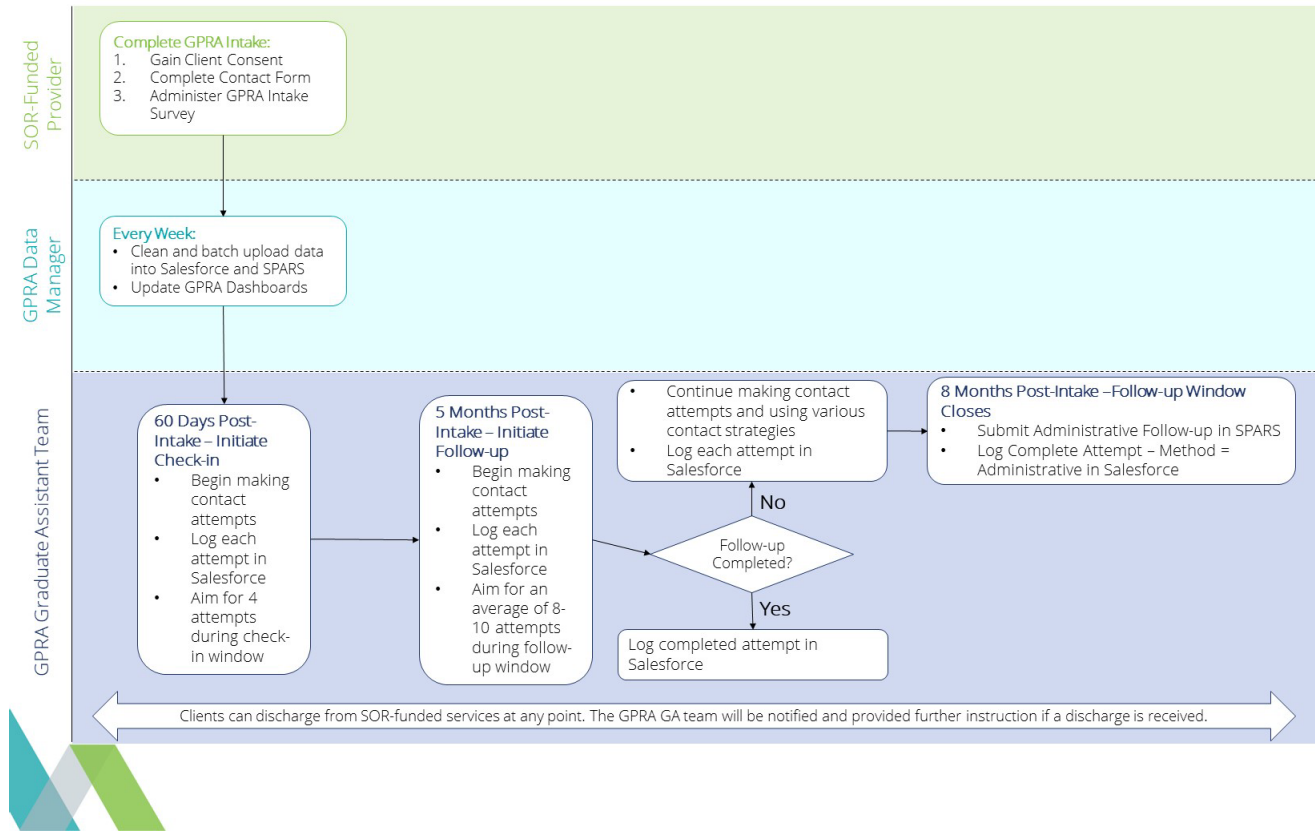 SOR-Funded
Provider
Complete GPRA Intake:
1. Gain Client Consent
2. Complete Contact Form
3. Administer GPRA Intake
Survey
GPRA Data
Manager
Every Week:
• Clean and batch upload data
into Salesforce and SPARS
• Update GPRA Dashboards
GPRA Graduate Assistant Team
60 Days Post-
Intake – Initiate
Check-in
• Begin making
contact
attempts
• Log each
attempt in
Salesforce
• Aim for 4
attempts
during check-
in window
5 Months Post-
Intake – Initiate
Follow-up
• Begin making
contact
attempts
• Log each
attempt in
Salesforce
• Aim for an
average of 8-
10 attempts
during follow-
up window
Follow-up
Completed?
No
• Continue making contact
attempts and using various
contact strategies
• Log each attempt in
Salesforce
8 Months Post-Intake –Follow-up Window
Closes
• Submit Administrative Follow-up in SPARS
• Log Complete Attempt – Method =
Administrative in Salesforce
Yes
Log completed attempt in
Salesforce
Clients can discharge from SOR-funded services at any point. The GPRA GA team will be notified and provided further instruction if a discharge is received.